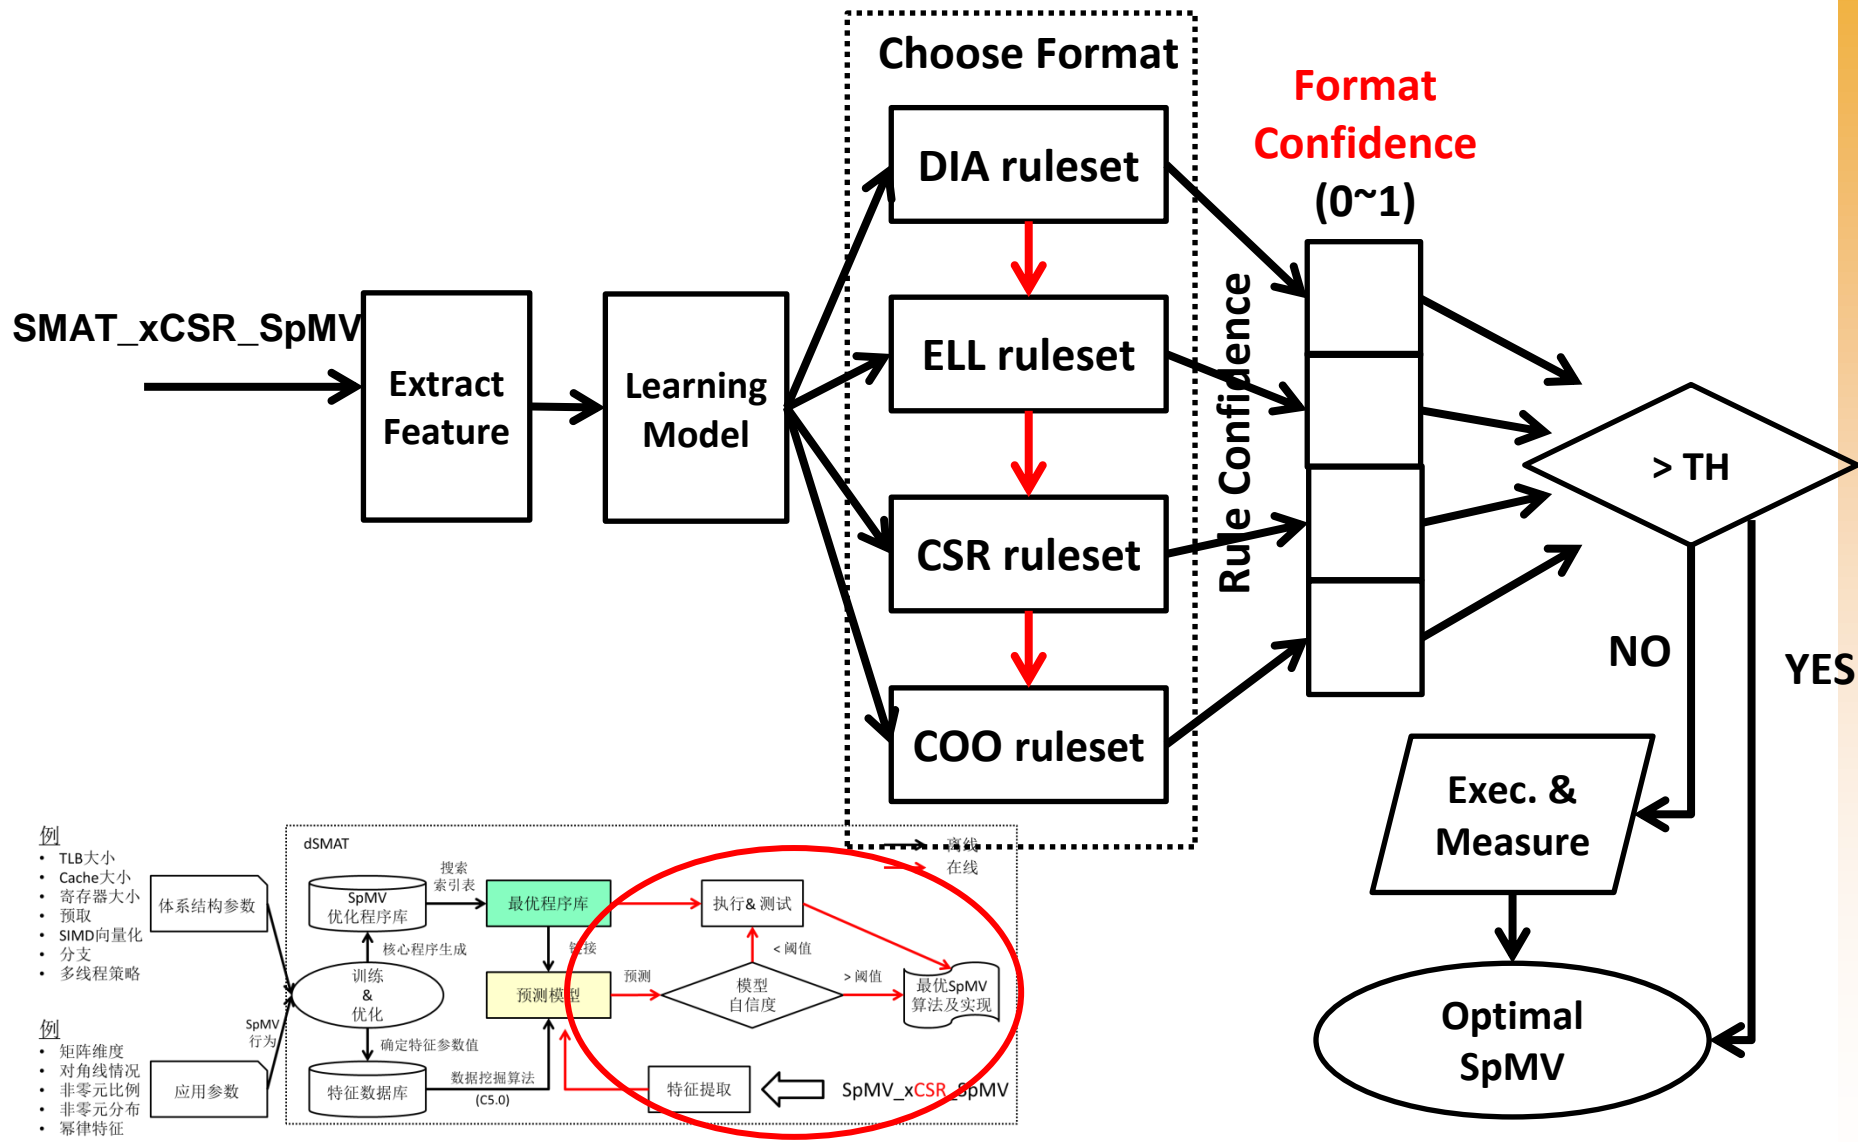 Choose Format
Format
Confidence
(0~1)
DIA ruleset
SMAT_xCSR_SpMV
Extract
Feature
Learning
Model
ELL ruleset
Rule Confidence
> TH
CSR ruleset
NO
YES
COO ruleset
Exec. &
Measure
Optimal
SpMV
例
• TLB大小
• Cache大小
• 寄存器大小
• 预取
• SIMD向量化
• 分支
• 多线程策略
例
• 矩阵维度
• 对角线情况
• 非零元比例
• 非零元分布
• 幂律特征
体系结构参数
应用参数
SpMV
行为
dSMAT
离线
在线
SpMV
优化程序库
搜索
索引表
最优程序库
执行& 测试
核心程序生成
链接
< 阈值
训练
&
优化
预测模型
预测
模型
自信度
> 阈值
最优SpMV
算法及实现
确定特征参数值
特征数据库
数据挖掘算法
(C5.0)
特征提取
SpMV_xCSR_SpMV